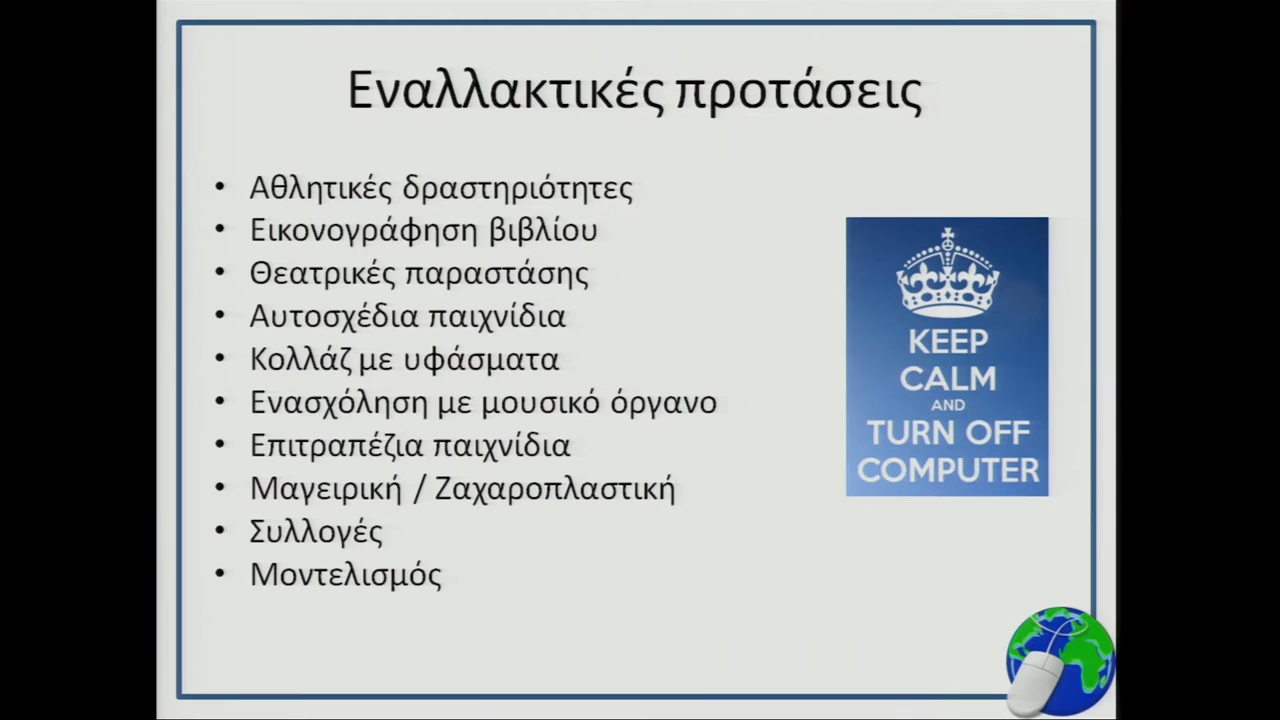 Εναλλακτικές προτάσεις
• Αθλητικές δραστηριότητες
• Εικονογράφηση βιβλίου
• Θεατρικές παραστάσης
• Αυτοσχέδια παιχνίδια
• Κολλάζ με υφάσματα
• Ενασχόληση με μουσικό όργανο
• Επιτραπέζια παιχνίδια
• Μαγειρική / Ζαχαροπλαστική
• Συλλογές
• Μοντελισμός
KEEP
CALM
AND
TURN OFF
COMPUTER